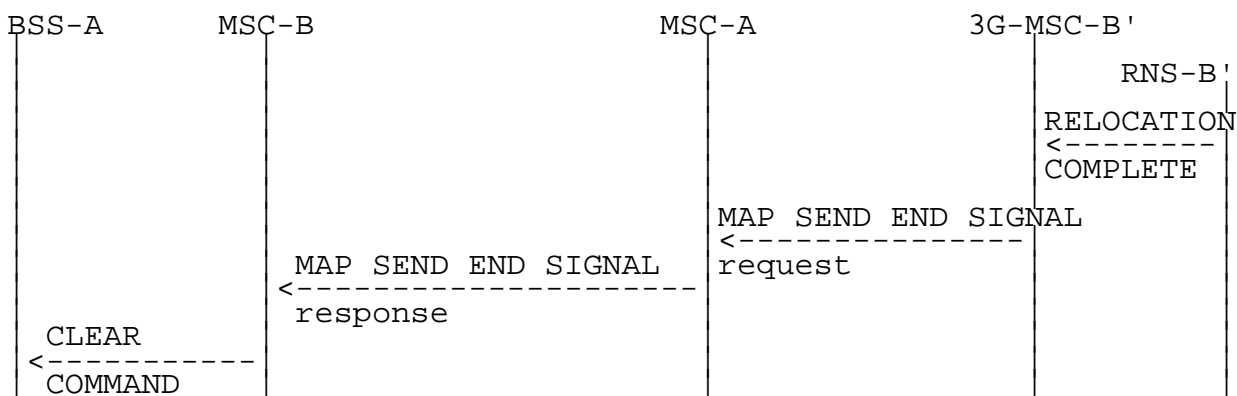 BSS-A MSC-B MSC-A 3G-MSC-B'
RNS-B'
RELOCATION
COMPLETE
MAP SEND END SIGNAL
request
MAP SEND END SIGNAL
response
CLEAR
COMMAND